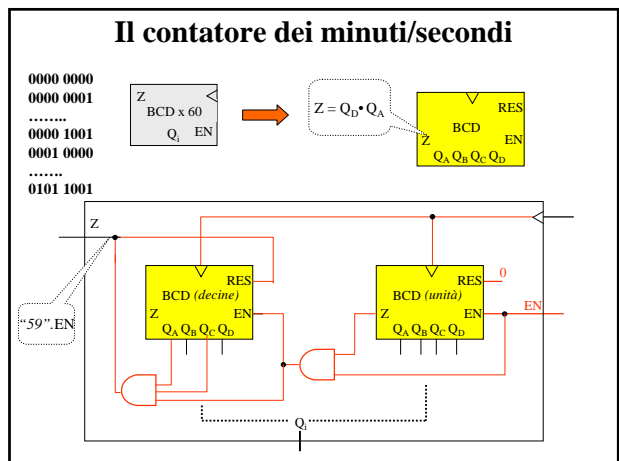 Il contatore dei minuti/secondi
0000 0000
0000 0001
……..
0000 1001
0001 0000
…….
0101 1001
Z
BCD x 60
Qi EN
Z = QD• QA
RES
BCD
Z EN
QA QB QC QD
Z
RES
BCD (decine)
Z EN
QA QB QC QD
RES 0
BCD (unità)
Z EN EN
QA QB QC QD
“59”.EN
Qi